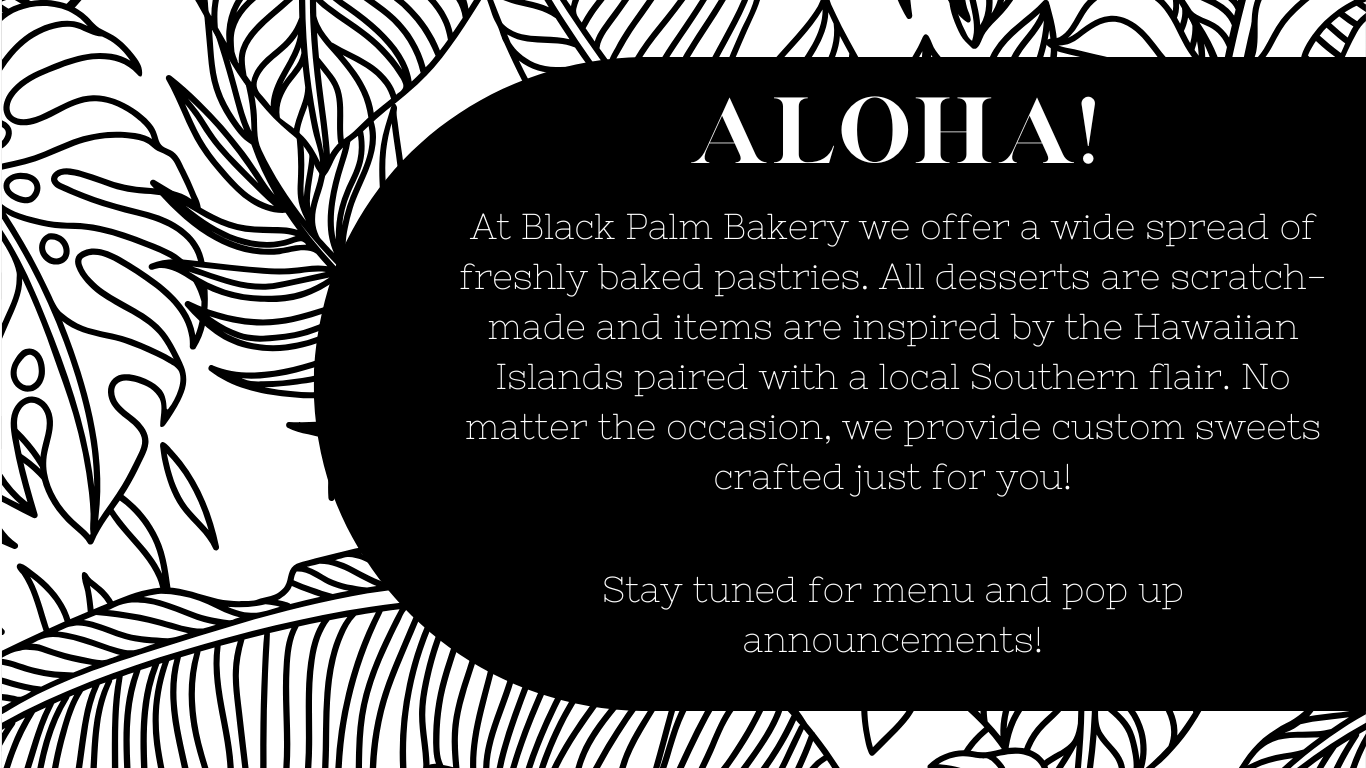 ALOHA!
At Black Palm Bakery we offer a wide spread of
freshly baked pastries. All desserts are scratch-
made and items are inspired by the Hawaiian
Islands paired with a local Southern flair. No
matter the occasion, we provide custom sweets
crafted just for you!
Stay tuned for menu and pop up
announcements!